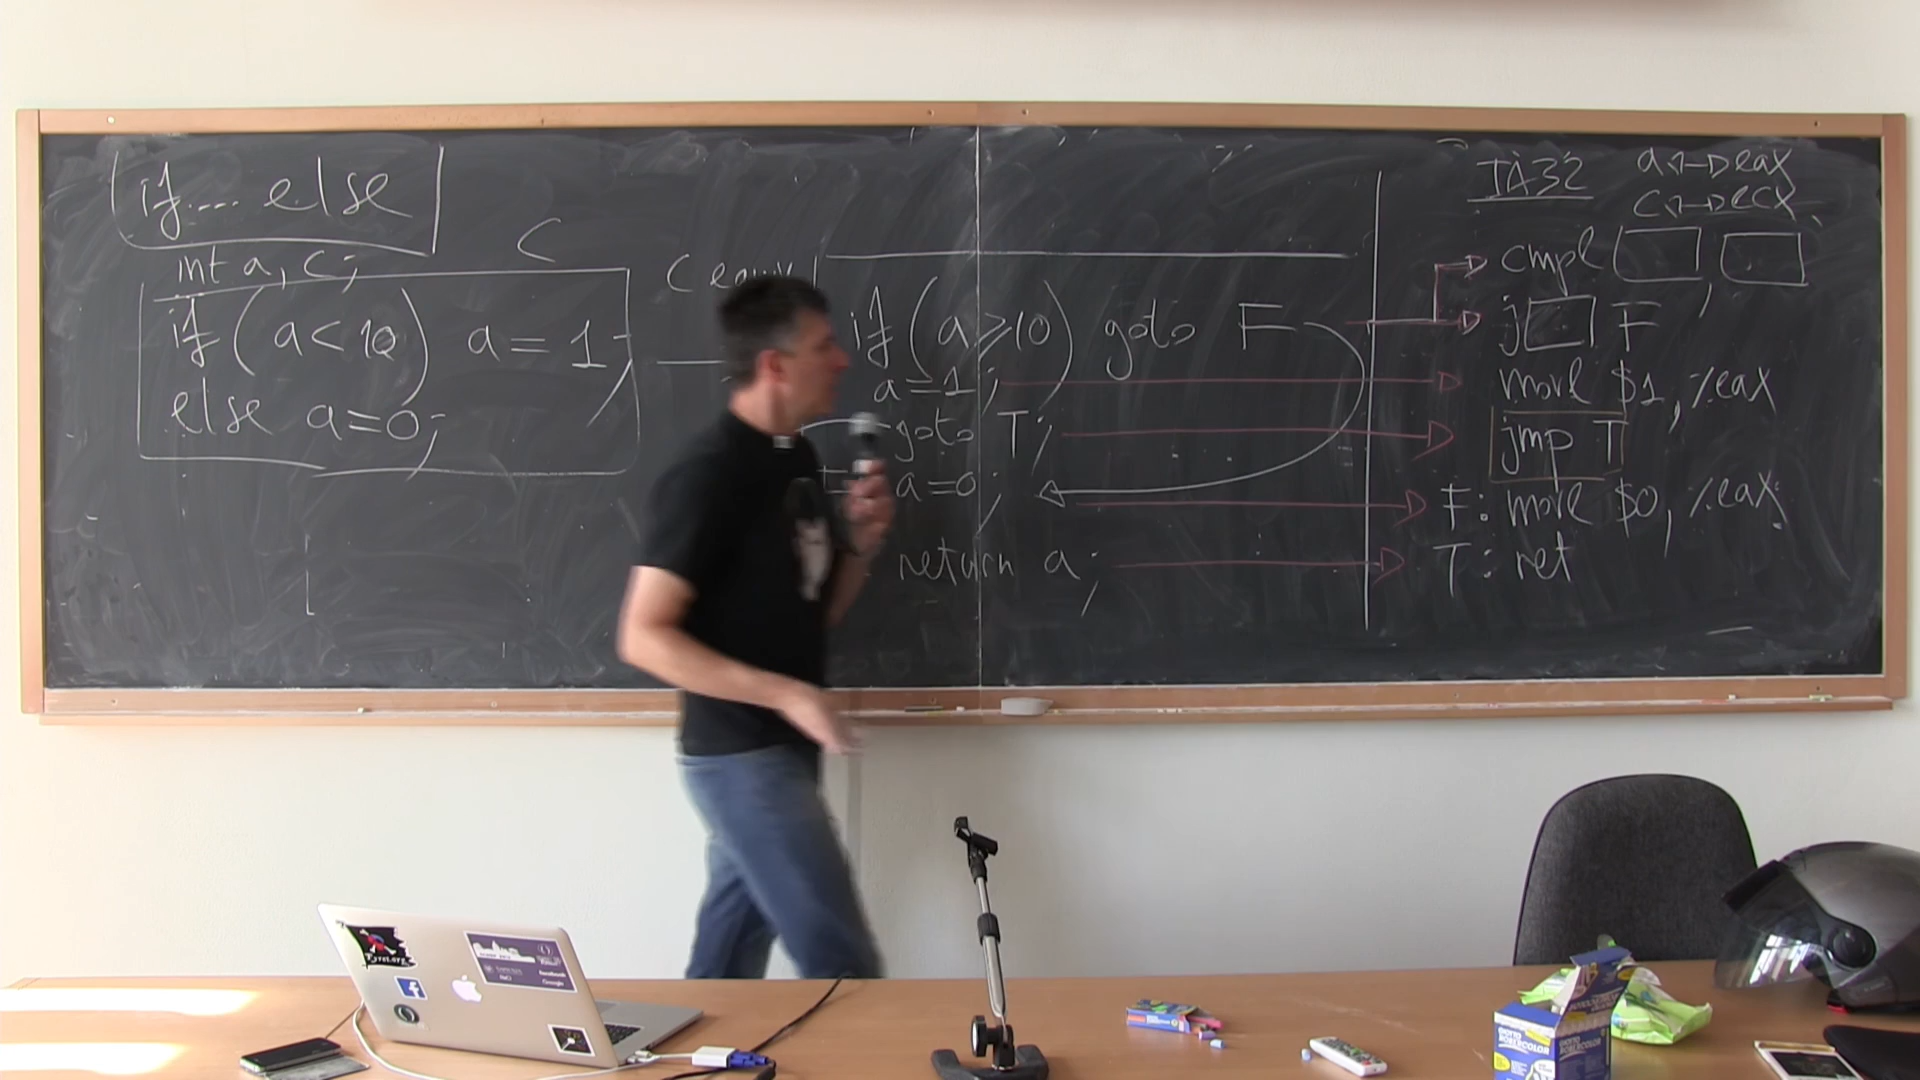 if.... else
C
int a, c;
if (a < 10) a = 1;
else a = 0;
C
if (a ≥ 10) goto F
a = 1;
goto T;
a = 0;
return a;
IA32
a ↔ eax
c ↔ ecx
cmpl ,
j F
movl $1, %eax
jmp T
F: movl $0, %eax
T: ret